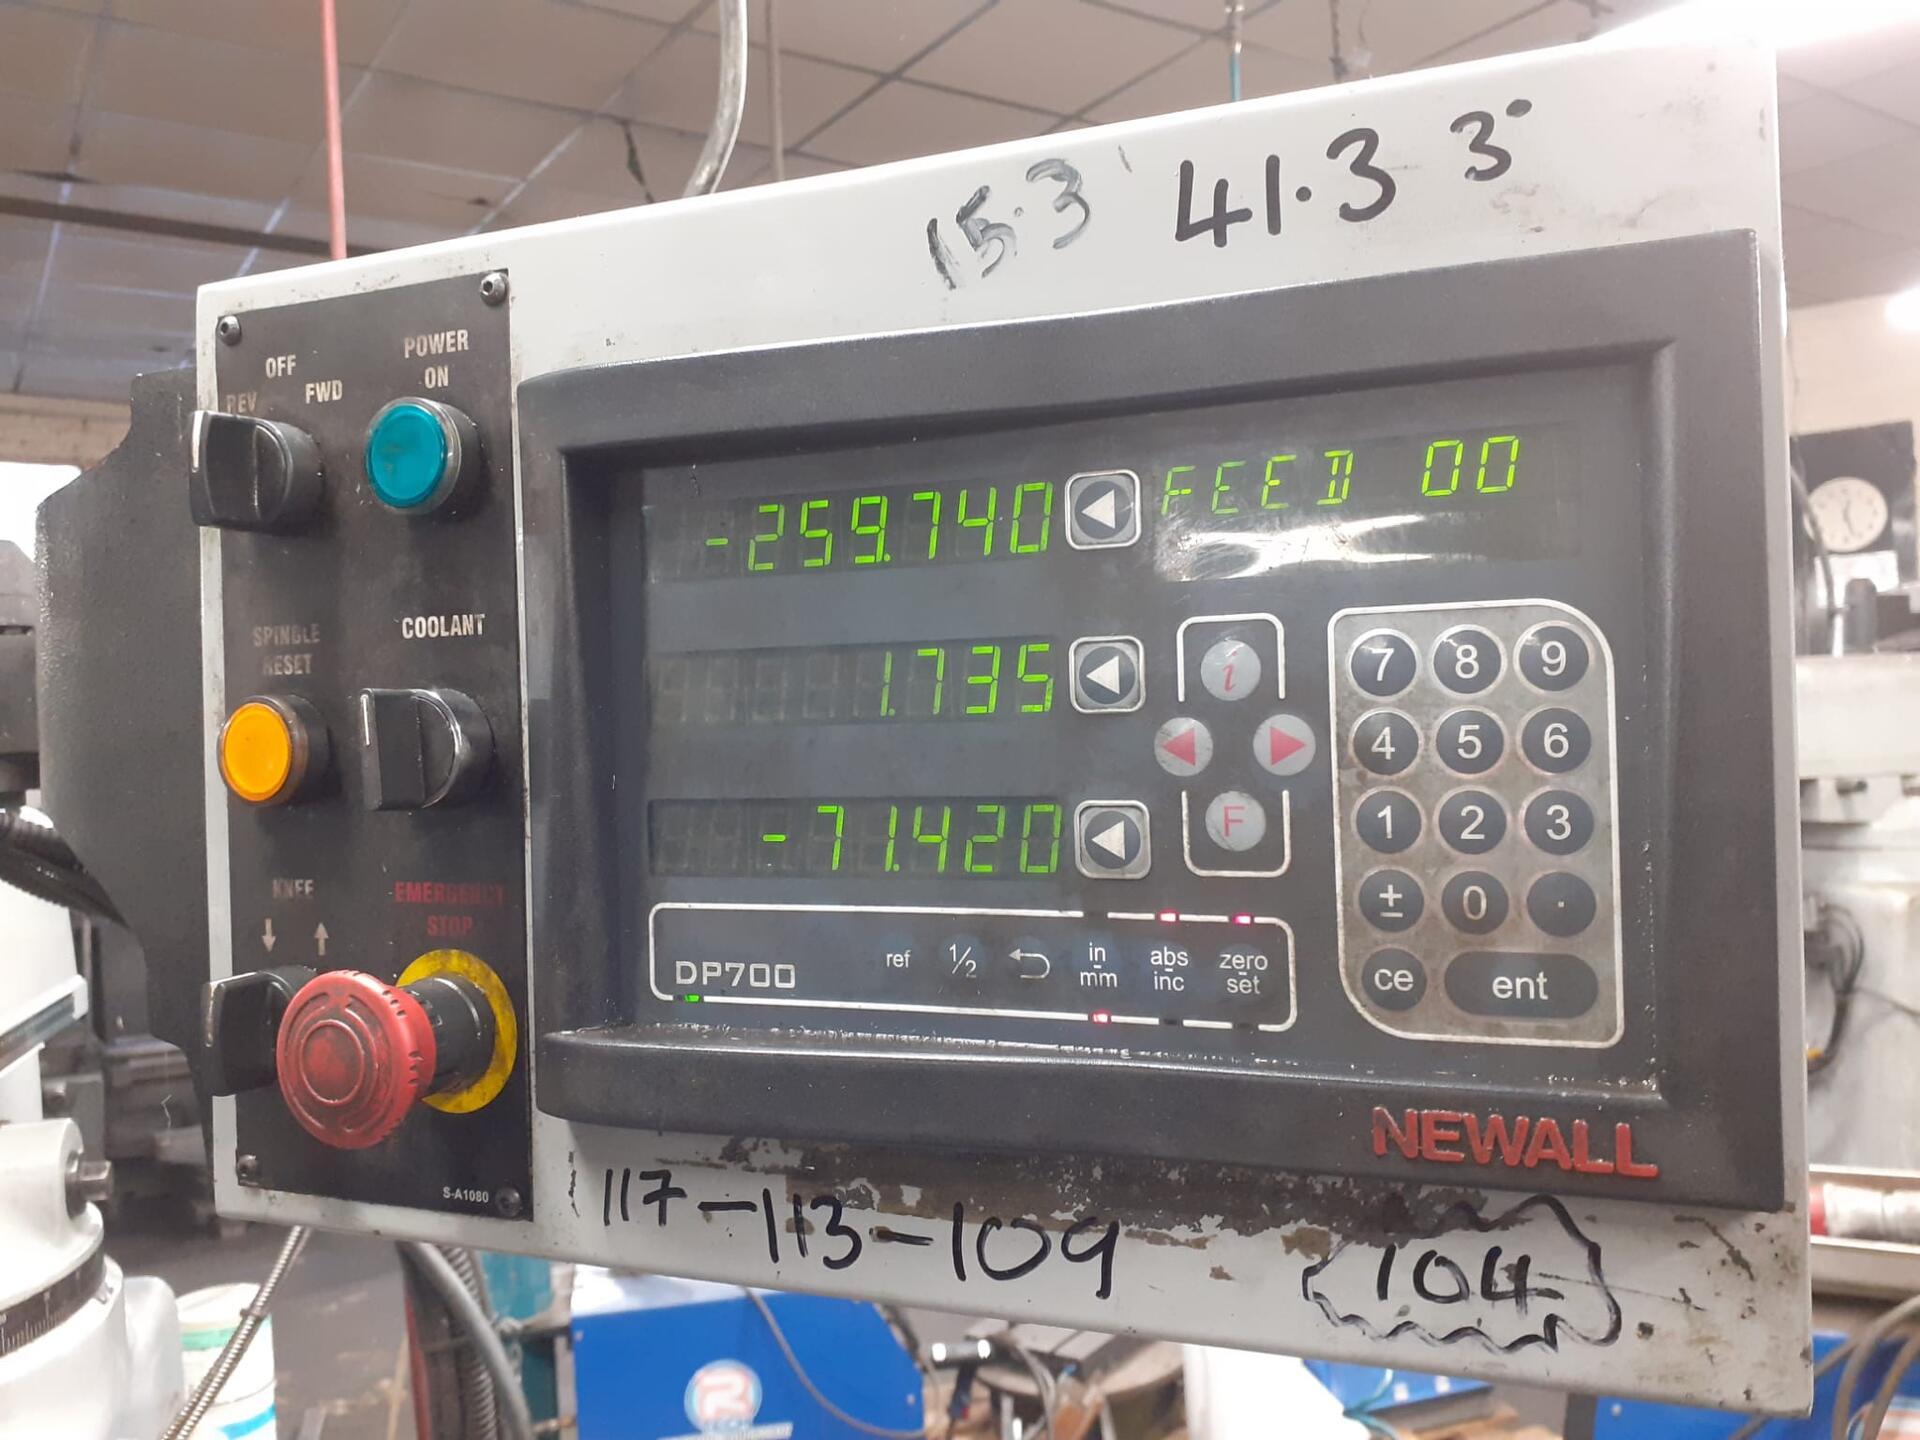 15.3 41.3 3°
OFF
REV FWD
POWER
ON
SPINDLE
RESET
COOLANT
KNEE
EMERGENCY
STOP
S-A1080
-259.740 FEED 00
1.735
-71.420
i
F
7 8 9
4 5 6
1 2 3
± 0 .
ce ent
DP700
ref 1/2 in mm abs inc zero set
NEWALL
117-113-109 104